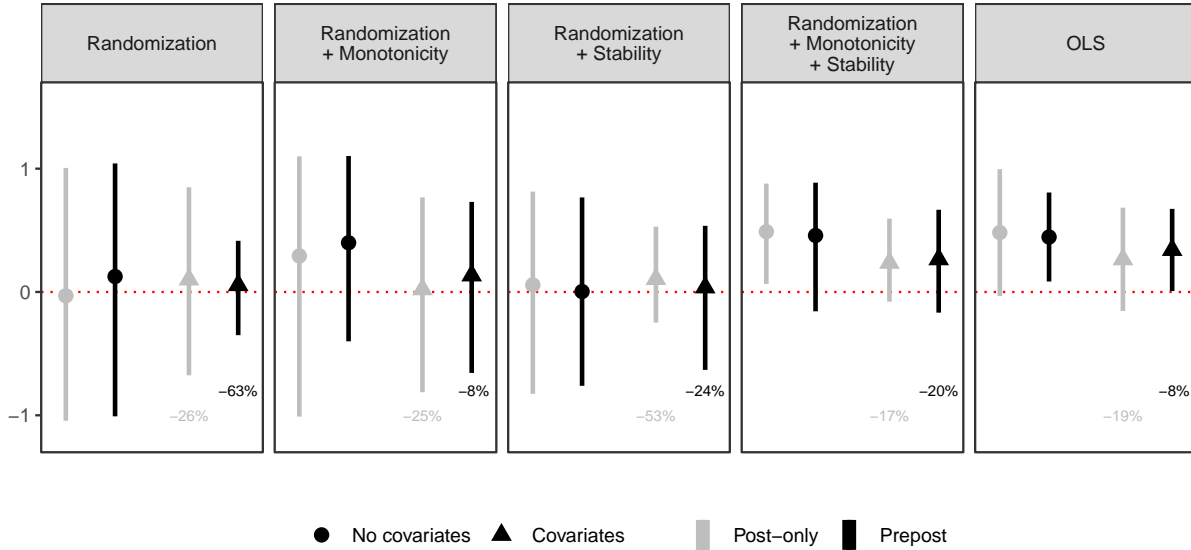 Randomization
Randomization
+ Monotonicity
Randomization
+ Stability
Randomization
+ Monotonicity
+ Stability
OLS
1
0
−1
−63%
−26%
−8%
−25%
−24%
−53%
−20%
−17%
−8%
−19%
No covariates
Covariates
Post−only
Prepost